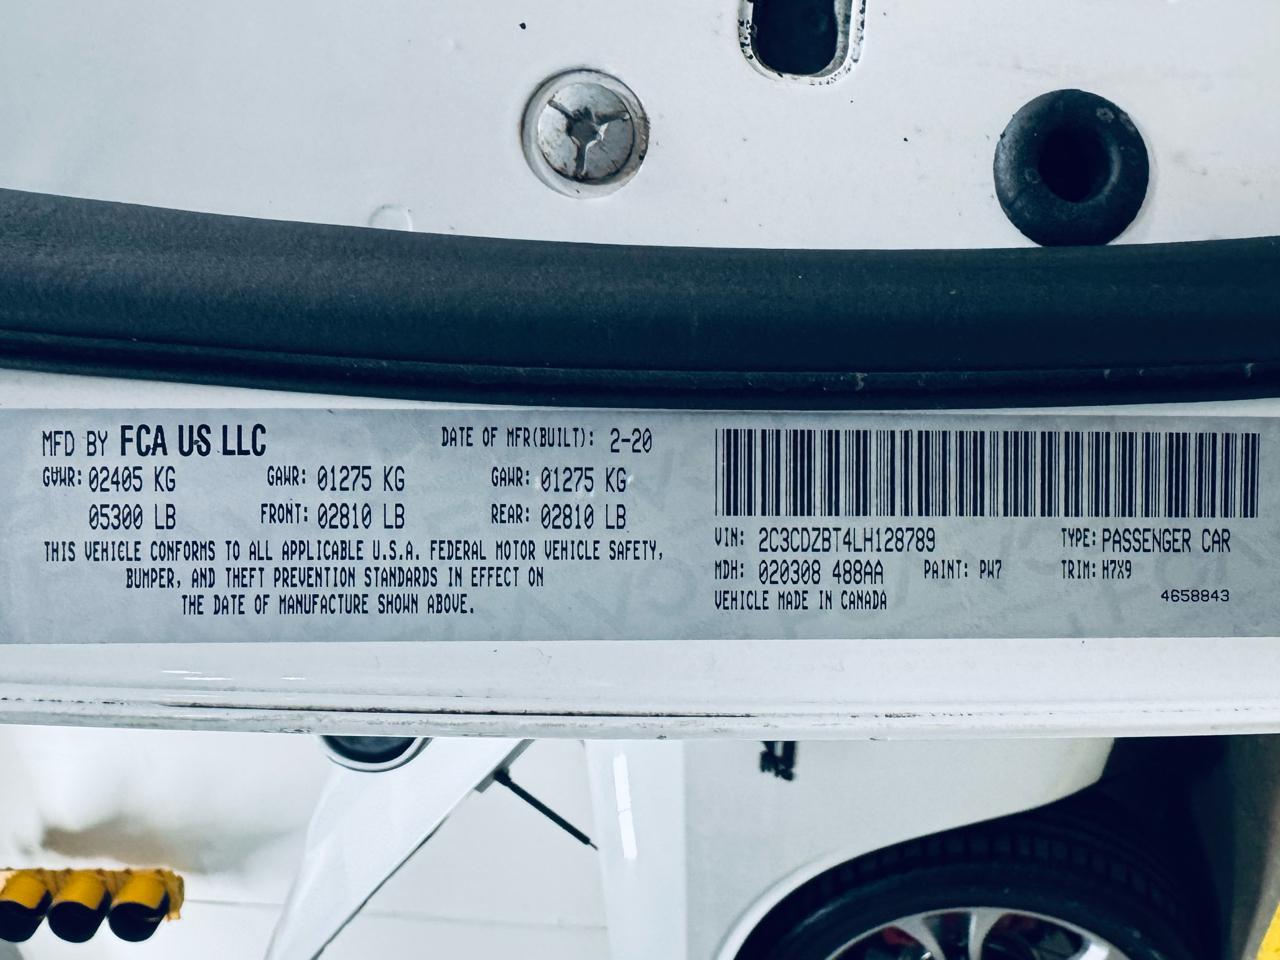 MFD BY FCA US LLC DATE OF MFR(BUILT): 2-20
GVWR: 02405 KG GAWR: 01275 KG GAWR: 01275 KG
05300 LB FRONT: 02810 LB REAR: 02810 LB
THIS VEHICLE CONFORMS TO ALL APPLICABLE U.S.A. FEDERAL MOTOR VEHICLE SAFETY,
BUMPER, AND THEFT PREVENTION STANDARDS IN EFFECT ON
THE DATE OF MANUFACTURE SHOWN ABOVE.
VIN: 2C3CDZBT4LH128789 TYPE: PASSENGER CAR
MDH: 020308 488AA PAINT: PW7 TRIM: H7X9
VEHICLE MADE IN CANADA 4658843